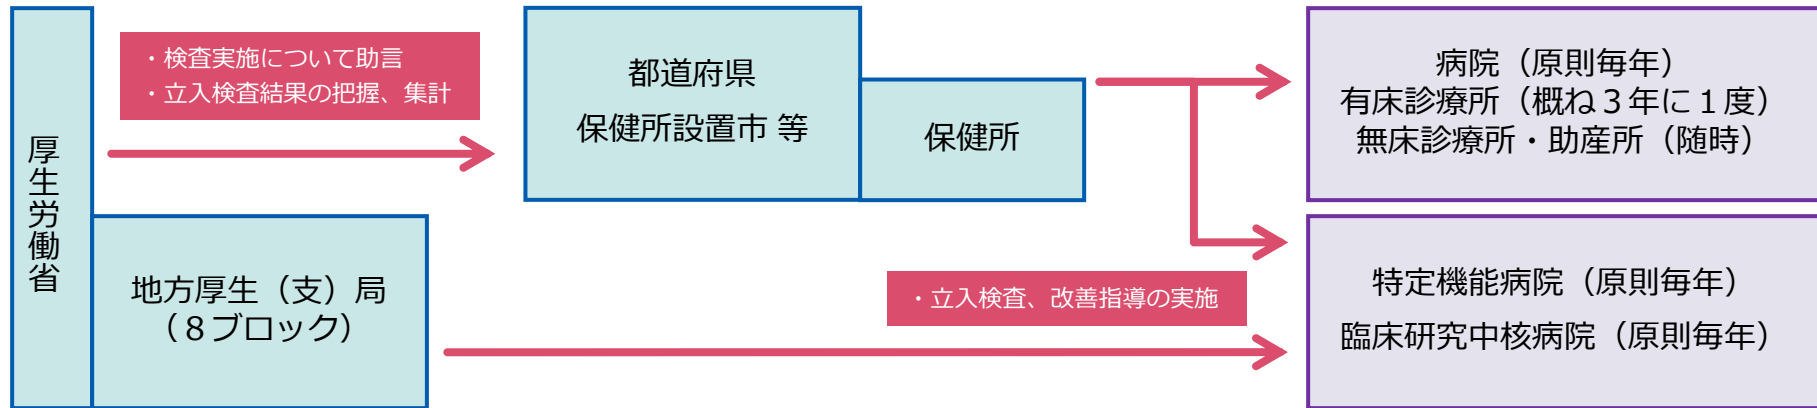 厚生労働省
・検査実施について助言
・立入検査結果の把握、集計
都道府県
保健所設置市 等
保健所
病院（原則毎年）
有床診療所（概ね３年に１度）
無床診療所・助産所（随時）
地方厚生（支）局
（８ブロック）
・立入検査、改善指導の実施
特定機能病院（原則毎年）
臨床研究中核病院（原則毎年）